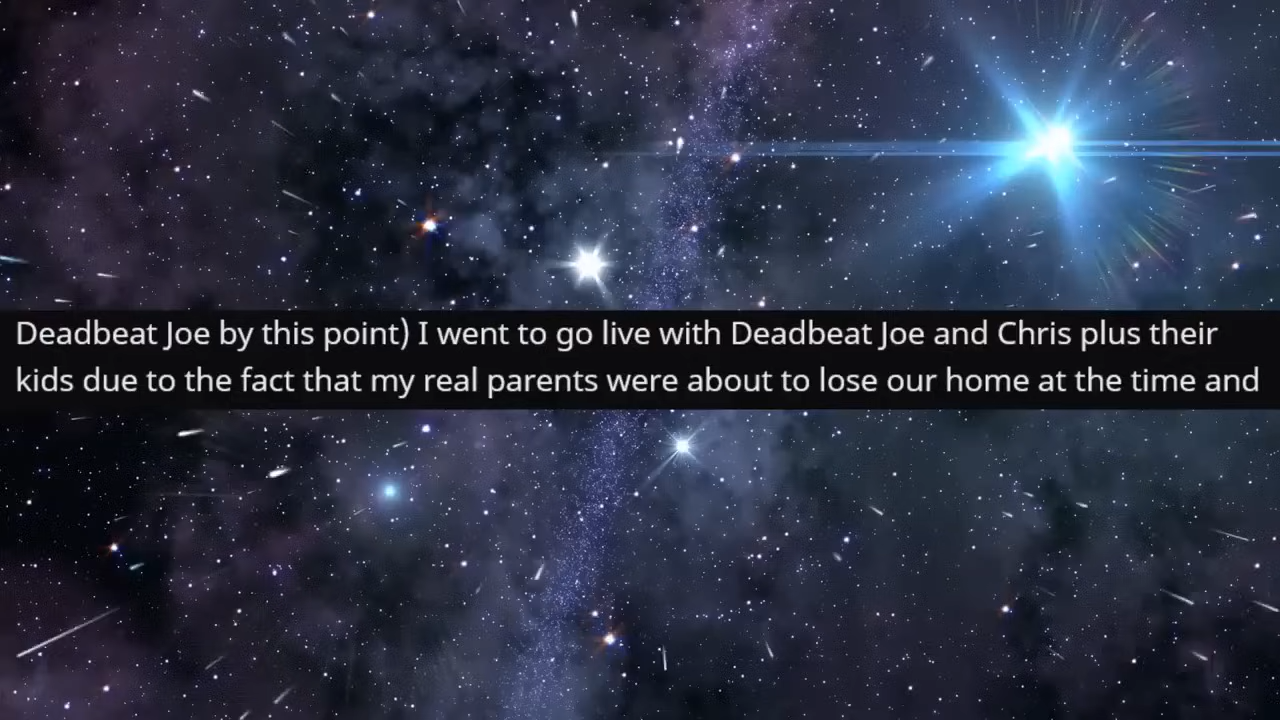 Deadbeat Joe by this point) I went to go live with Deadbeat Joe and Chris plus their
kids due to the fact that my real parents were about to lose our home at the time and